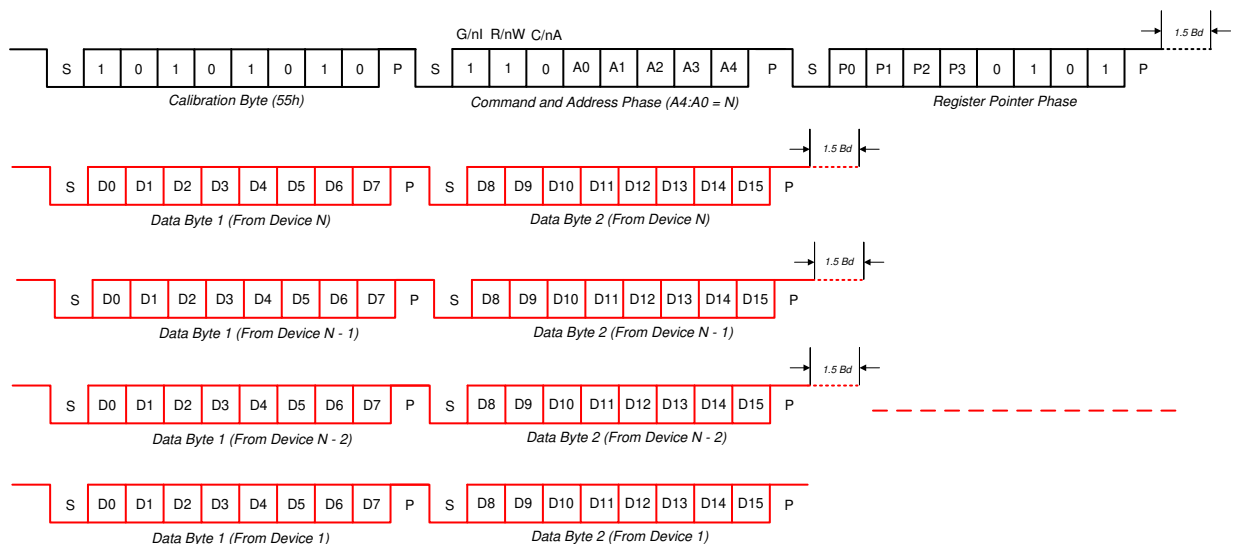 G/nI R/nW C/nA
1.5 Bd
S 1 0 1 0 1 0 1 0 P S 1 1 0 A0 A1 A2 A3 A4 P S P0 P1 P2 P3 0 1 0 1 P
Calibration Byte (55h) Command and Address Phase (A4:A0 = N) Register Pointer Phase
1.5 Bd
S D0 D1 D2 D3 D4 D5 D6 D7 P S D8 D9 D10 D11 D12 D13 D14 D15 P
Data Byte 1 (From Device N) Data Byte 2 (From Device N)
1.5 Bd
S D0 D1 D2 D3 D4 D5 D6 D7 P S D8 D9 D10 D11 D12 D13 D14 D15 P
Data Byte 1 (From Device N - 1) Data Byte 2 (From Device N - 1)
1.5 Bd
S D0 D1 D2 D3 D4 D5 D6 D7 P S D8 D9 D10 D11 D12 D13 D14 D15 P
Data Byte 1 (From Device N - 2) Data Byte 2 (From Device N - 2)
S D0 D1 D2 D3 D4 D5 D6 D7 P S D8 D9 D10 D11 D12 D13 D14 D15 P
Data Byte 1 (From Device 1) Data Byte 2 (From Device 1)